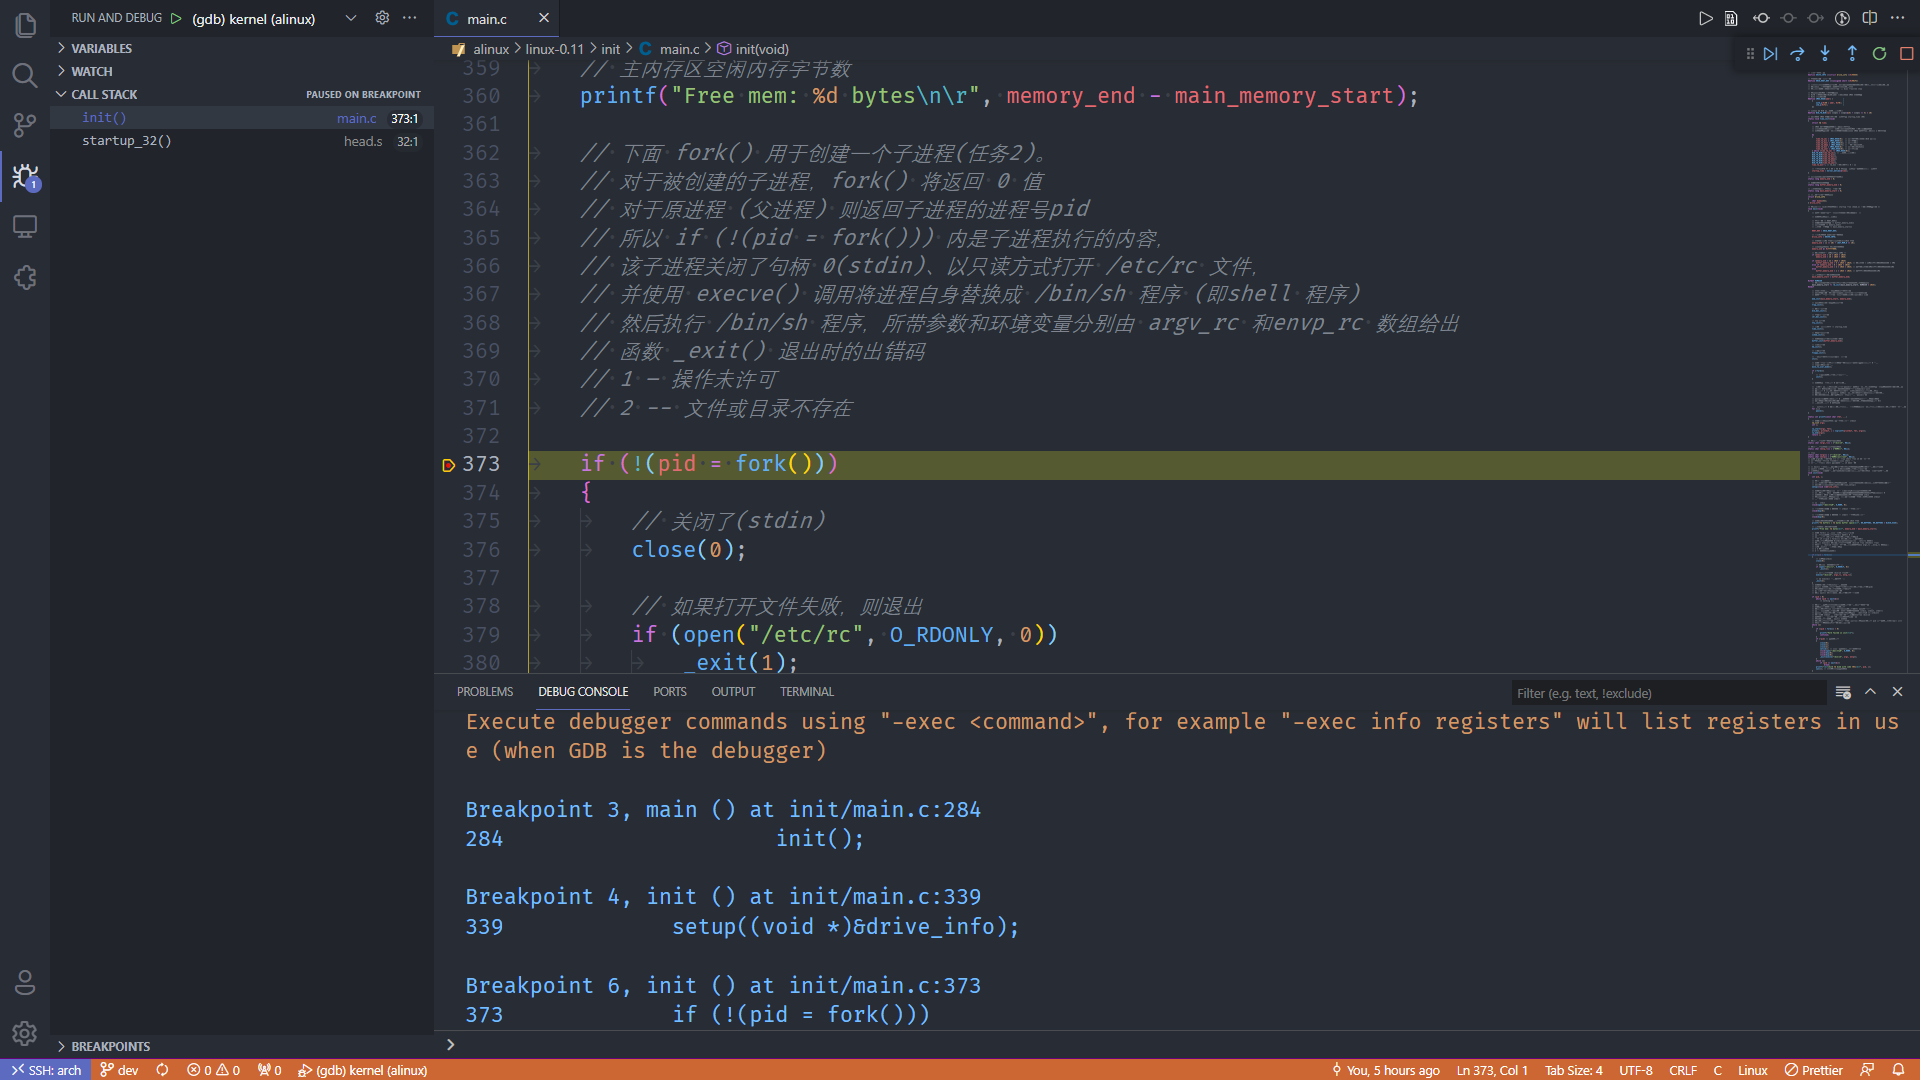 RUN AND DEBUG (gdb) kernel (alinux)
main.c
VARIABLES
WATCH
CALL STACK PAUSED ON BREAKPOINT
init() main.c 373:1
startup_32() head.s 32:1
1
BREAKPOINTS
alinux > linux-0.11 > init > C main.c > init(void)
359 // 主内存区空闲内存字节数
360 printf("Free mem: %d bytes\n\r", memory_end - main_memory_start);
361
362 // 下面 fork() 用于创建一个子进程(任务2)。
363 // 对于被创建的子进程, fork() 将返回 0 值
364 // 对于原进程 (父进程) 则返回子进程的进程号pid
365 // 所以 if (!(pid = fork())) 内是子进程执行的内容,
366 // 该子进程关闭了句柄 0(stdin)、以只读方式打开 /etc/rc 文件,
367 // 并使用 execve() 调用将进程自身替换成 /bin/sh 程序 (即shell 程序)
368 // 然后执行 /bin/sh 程序, 所带参数和环境变量分别由 argv_rc 和envp_rc 数组给出
369 // 函数 _exit() 退出时的出错码
370 // 1 – 操作未许可
371 // 2 -- 文件或目录不存在
372
373 if (!(pid = fork()))
374 {
375 // 关闭了(stdin)
376 close(0);
377
378 // 如果打开文件失败, 则退出
379 if (open("/etc/rc", O_RDONLY, 0))
380 _exit(1);
PROBLEMS DEBUG CONSOLE PORTS OUTPUT TERMINAL Filter (e.g. text, !exclude)
Execute debugger commands using "-exec <command>", for example "-exec info registers" will list registers in us
e (when GDB is the debugger)
Breakpoint 3, main () at init/main.c:284
284 init();
Breakpoint 4, init () at init/main.c:339
339 setup((void *)&drive_info);
Breakpoint 6, init () at init/main.c:373
373 if (!(pid = fork()))
SSH: arch dev 0 0 0 (gdb) kernel (alinux) You, 5 hours ago Ln 373, Col 1 Tab Size: 4 UTF-8 CRLF C Linux Prettier